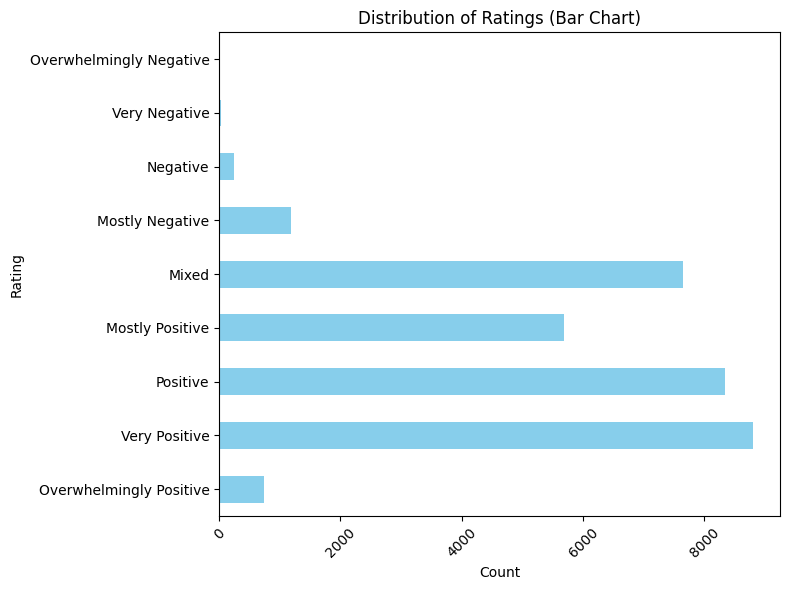 Distribution of Ratings (Bar Chart)
Rating
Overwhelmingly Negative
Very Negative
Negative
Mostly Negative
Mixed
Mostly Positive
Positive
Very Positive
Overwhelmingly Positive
0
2000
4000
6000
8000
Count